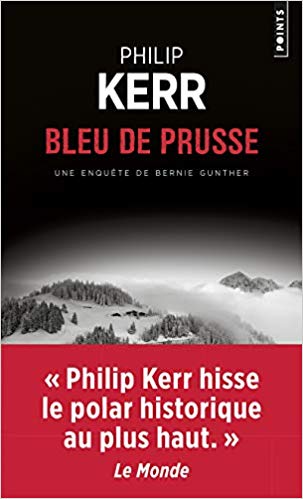 POINTS
PHILIP
KERR
BLEU DE PRUSSE
UNE ENQUÊTE DE BERNIE GUNTHER
« Philip Kerr hisse
le polar historique
au plus haut. »
Le Monde